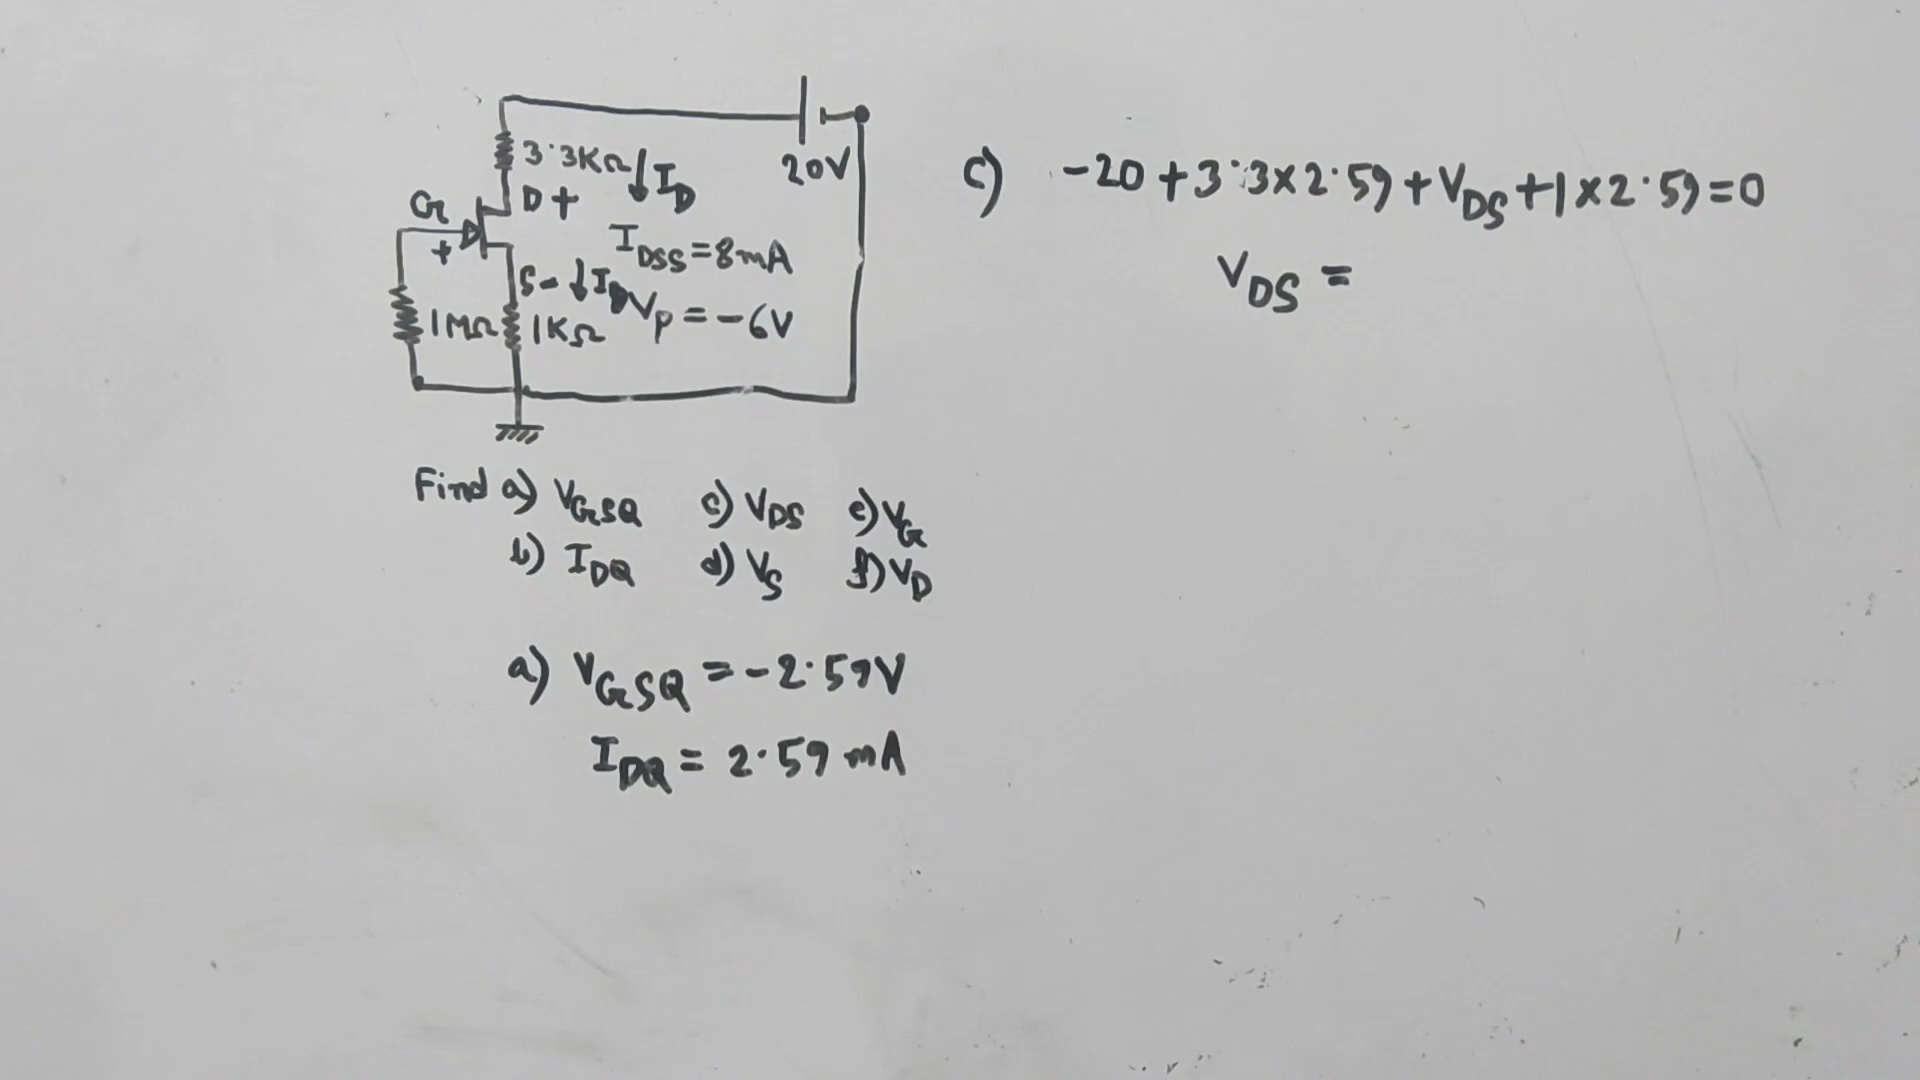 3.3KΩ ↓ I_D
20V
G
D +
+
I_DSS = 8mA
S - ↓ I_D
V_P = -6V
1MΩ
1KΩ
Find a) V_GSQ c) V_DS e) V_G
b) I_DQ d) V_S f) V_D
a) V_GSQ = -2.59V
I_DQ = 2.59 mA
c) -20 + 3.3 × 2.59 + V_DS + 1 × 2.59 = 0
V_DS =